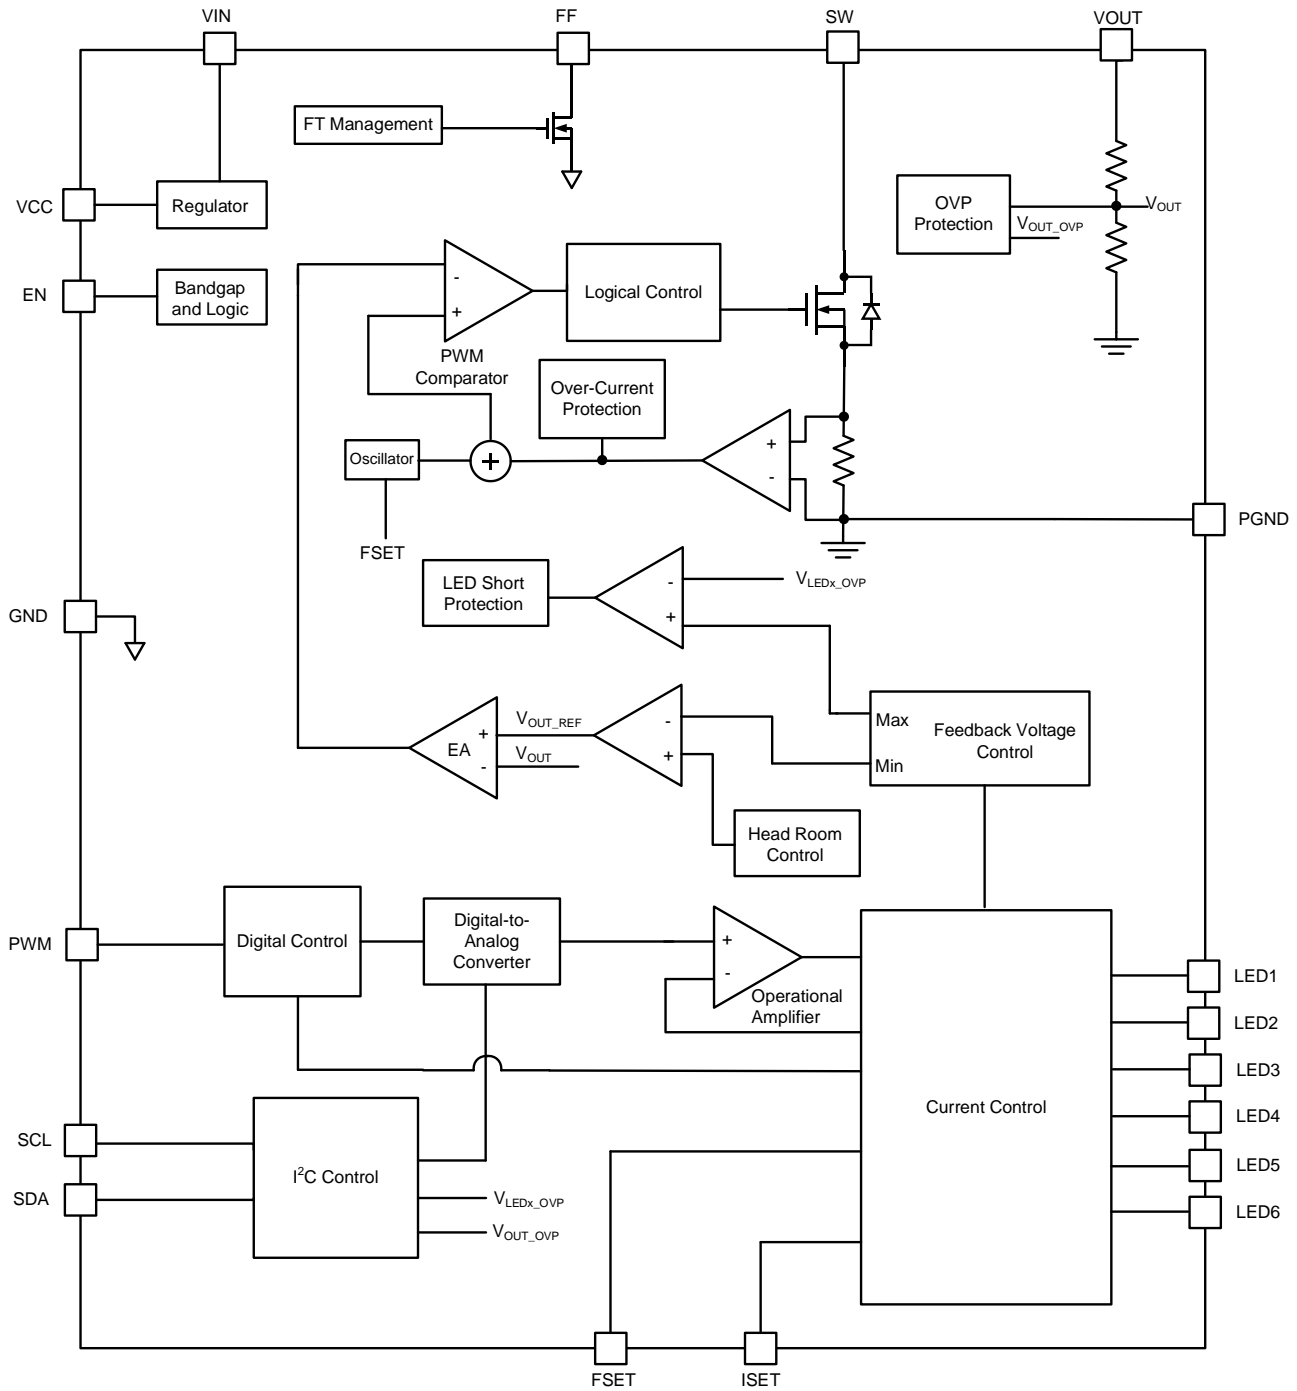 VIN
FF
SW
VOUT
FT Management
VCC
Regulator
OVP
Protection
VOUT
VOUT_OVP
EN
Bandgap
and Logic
-
+
Logical Control
PWM
Comparator
Over-Current
Protection
Oscillator
+
+
-
FSET
PGND
LED Short
Protection
-
+
VLEDx_OVP
GND
EA
+
-
VOUT_REF
VOUT
-
+
Max
Min
Feedback Voltage
Control
Head Room
Control
PWM
Digital Control
Digital-to-
Analog
Converter
+
-
Operational
Amplifier
LED1
LED2
LED3
LED4
LED5
LED6
Current Control
SCL
SDA
I²C Control
VLEDx_OVP
VOUT_OVP
FSET
ISET